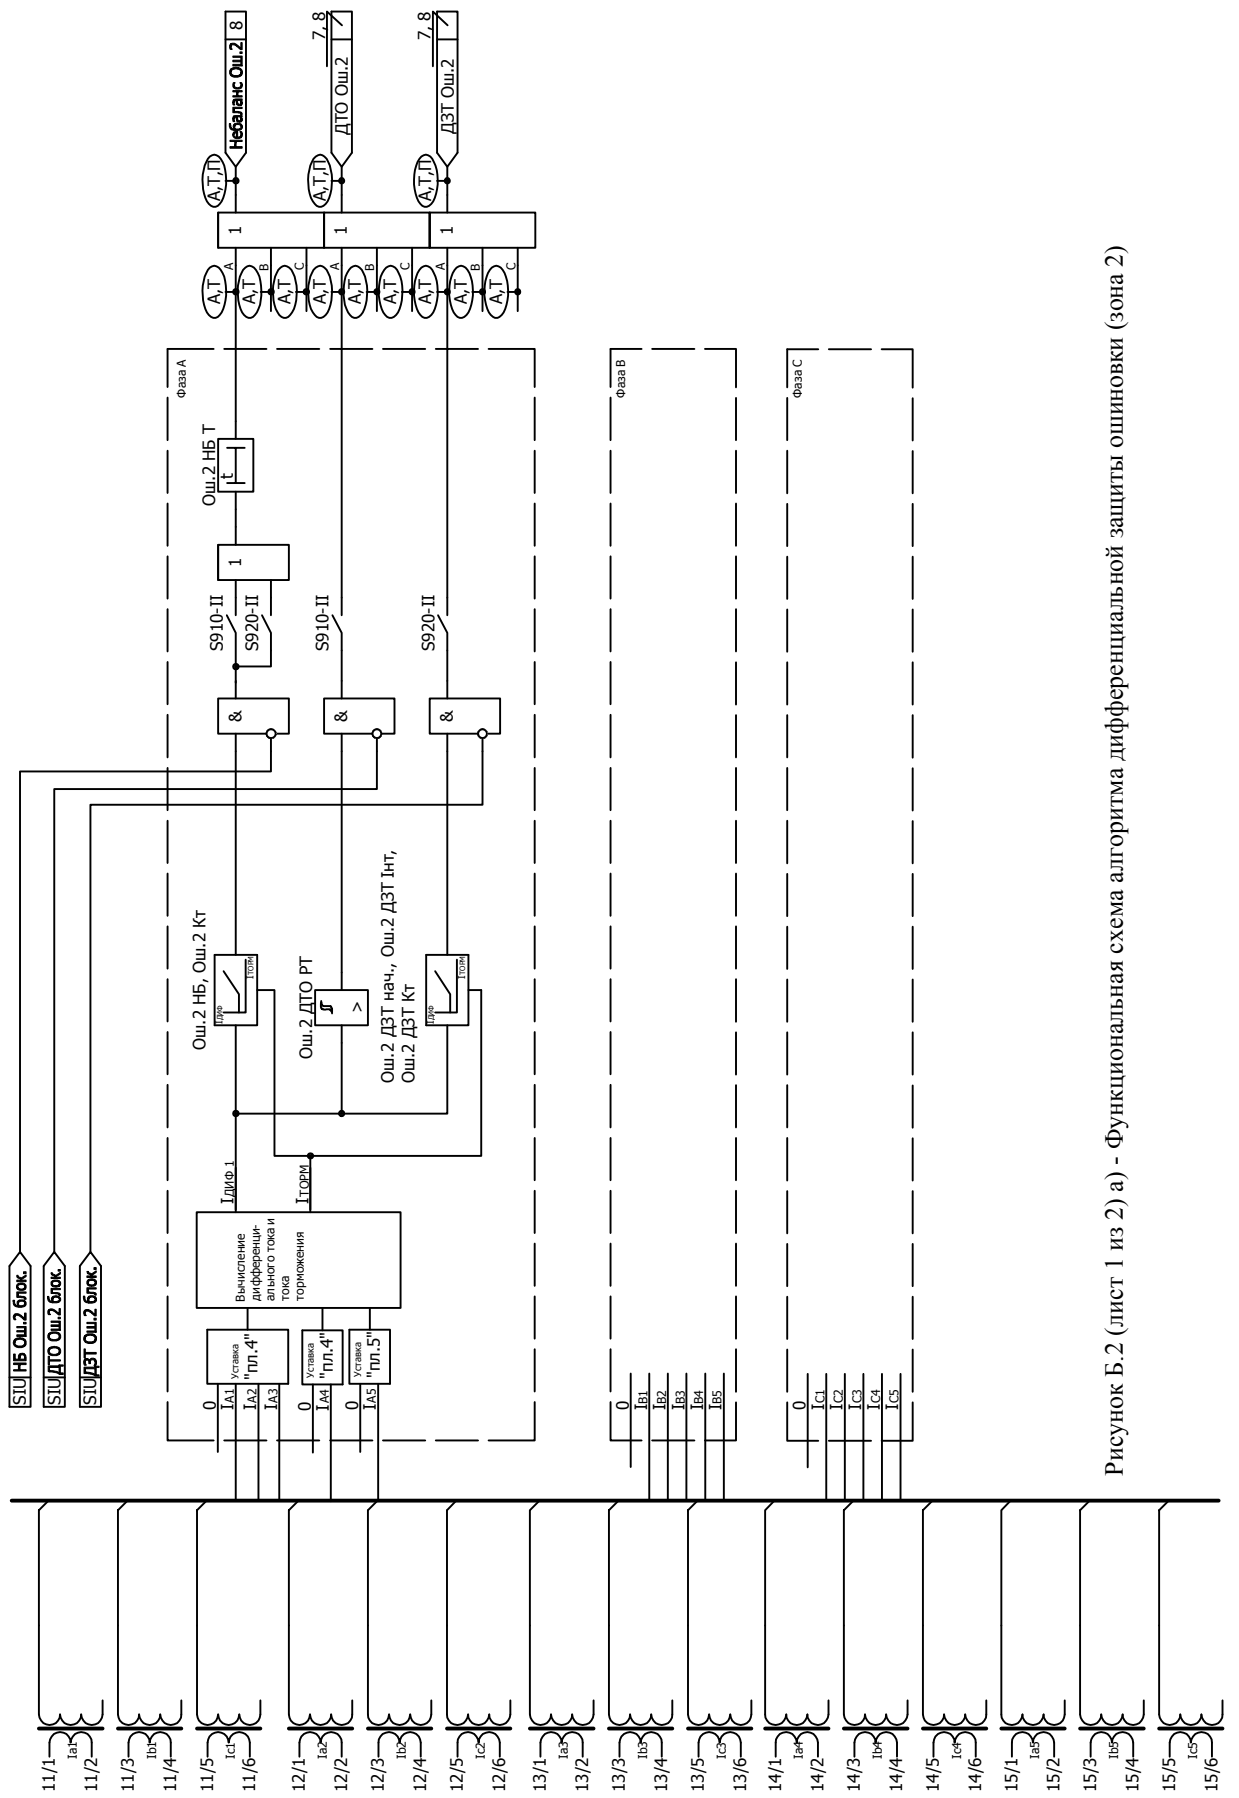 SIU НБ Ош.2 блок.
SIU ДТО Ош.2 блок.
SIU ДЗТ Ош.2 блок.
11/1
Ia1
11/2
11/3
Ib1
11/4
11/5
Ic1
11/6
12/1
Ia2
12/2
12/3
Ib2
12/4
12/5
Ic2
12/6
13/1
Ia3
13/2
13/3
Ib3
13/4
13/5
Ic3
13/6
14/1
Ia4
14/2
14/3
Ib4
14/4
14/5
Ic4
14/6
15/1
Ia5
15/2
15/3
Ib5
15/4
15/5
Ic5
15/6
0
IA1
IA2
IA3
0
IA4
0
IA5
Уставка
"пл.4"
Уставка
"пл.4"
Уставка
"пл.5"
Вычисление
дифференци-
ального тока и
тока
торможения
IДИФ 1
IТОРМ
Ош.2 НБ, Ош.2 Кт
IДИФ
IТОРМ
Ош.2 ДТО РТ
>
Ош.2 ДЗТ нач., Ош.2 ДЗТ Iнт,
Ош.2 ДЗТ Кт
IДИФ
IТОРМ
&
&
&
S910-II
S920-II
S910-II
S920-II
1
Ош.2 НБ Т
t
Фаза A
А,Т
A
А,Т
B
А,Т
C
А,Т
A
А,Т
B
А,Т
C
А,Т
A
А,Т
B
А,Т
C
1
1
1
А,Т,П
А,Т,П
А,Т,П
Небаланс Ош.2 8
ДТО Ош.2
7, 8
ДЗТ Ош.2
7, 8
0
IB1
IB2
IB3
IB4
IB5
Фаза B
0
IC1
IC2
IC3
IC4
IC5
Фаза C
Рисунок Б.2 (лист 1 из 2) а) - Функциональная схема алгоритма дифференциальной защиты ошиновки (зона 2)